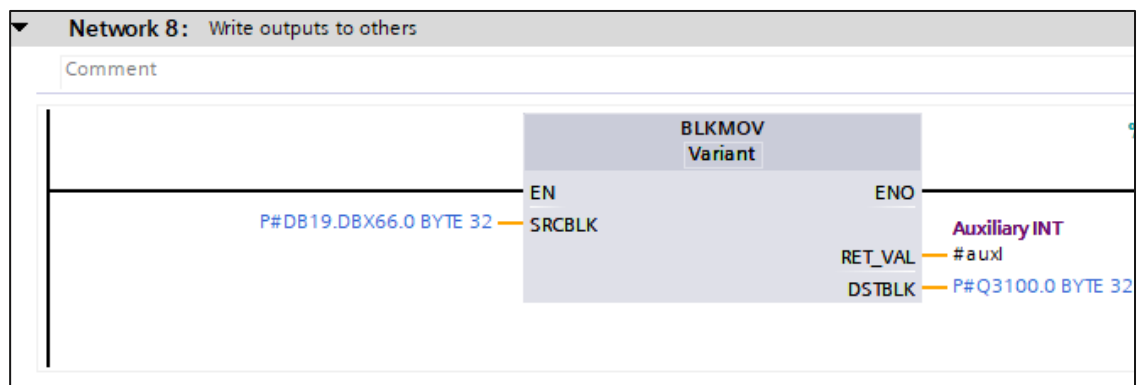 Network 8: Write outputs to others
Comment
BLKMOV
Variant
EN
ENO
P#DB19.DBX66.0 BYTE 32
SRCBLK
Auxiliary INT
RET_VAL
#auxI
DSTBLK
P#Q3100.0 BYTE 32